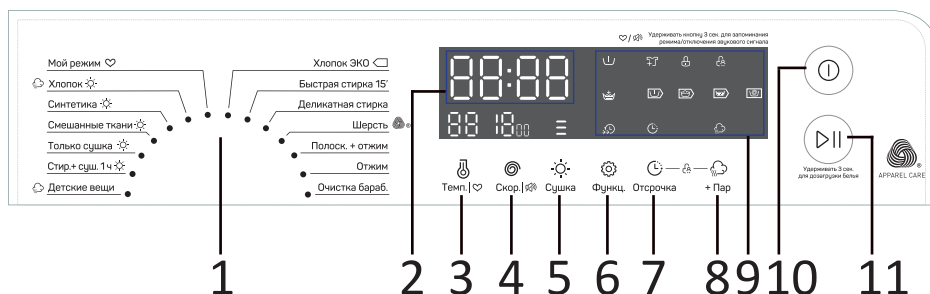 ♡/ Удерживать кнопку 3 сек. для запоминания
режима/отключения звукового сигнала
Мой режим ♡
Хлопок
Синтетика
Смешанные ткани
Только сушка
Стир.+ суш. 1 ч
Детские вещи
Хлопок ЭКО
Быстрая стирка 15'
Деликатная стирка
Шерсть ®
Полоск. + отжим
Отжим
Очистка бараб.
88:88
88 1800
Темп.|♡
Скор.|
Сушка
Функц.
Отсрочка
+ Пар
Удерживать 3 сек.
для дозагрузки белья
®
APPAREL CARE
1 2 3 4 5 6 7 8 9 10 11